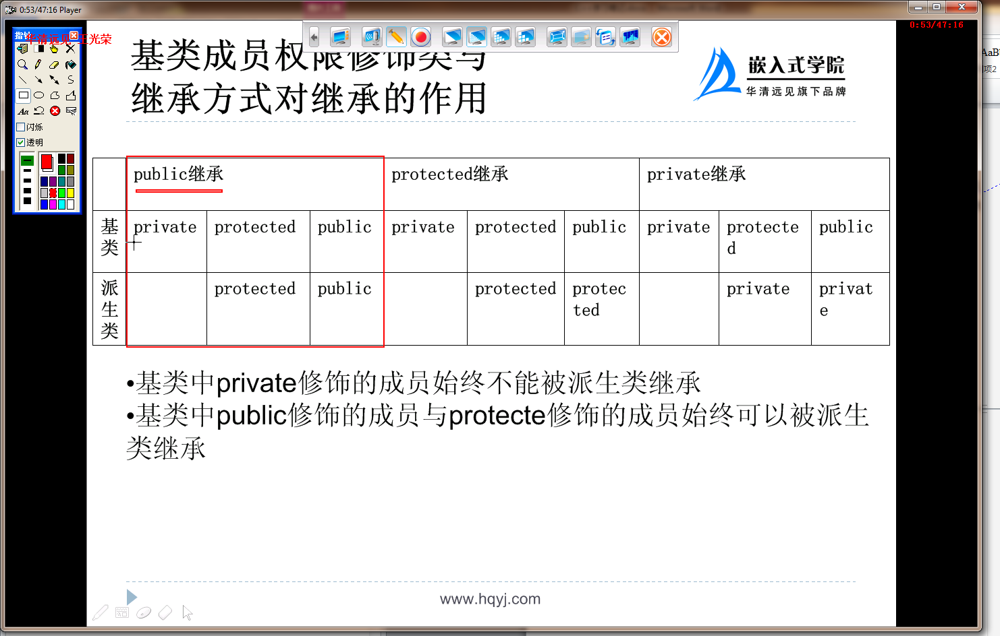 0:53/47:16 Player
0:53/47:16
华清远见 王光荣
基类成员权限修饰类与
继承方式对继承的作用
嵌入式学院
华清远见旗下品牌
Aa
闪烁
透明
AaB
项2
public继承 protected继承 private继承
基类 private protected public private protected public private protected public
派生类 protected public protected protected private private
•基类中private修饰的成员始终不能被派生类继承
•基类中public修饰的成员与protecte修饰的成员始终可以被派生
类继承
www.hqyj.com